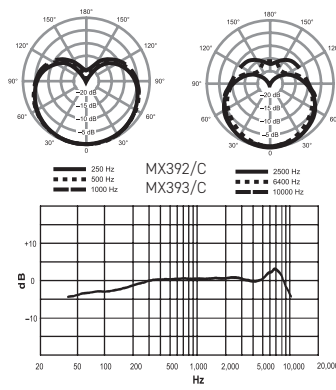 180° 180°
150° 150° 150° 150°
120° 120° 120° 120°
90° 90° 90° 90°
60° 60° 60° 60°
30° 30° 30° 30°
0 0
–20 dB –20 dB
–15 dB –15 dB
–10 dB –10 dB
–5 dB –5 dB
250 Hz MX392/C 2500 Hz
500 Hz MX393/C 6400 Hz
1000 Hz 10000 Hz
+10
0
–10
dB
20 50 100 200 500 1,000 2,000 5,000 10,000 20,000
Hz